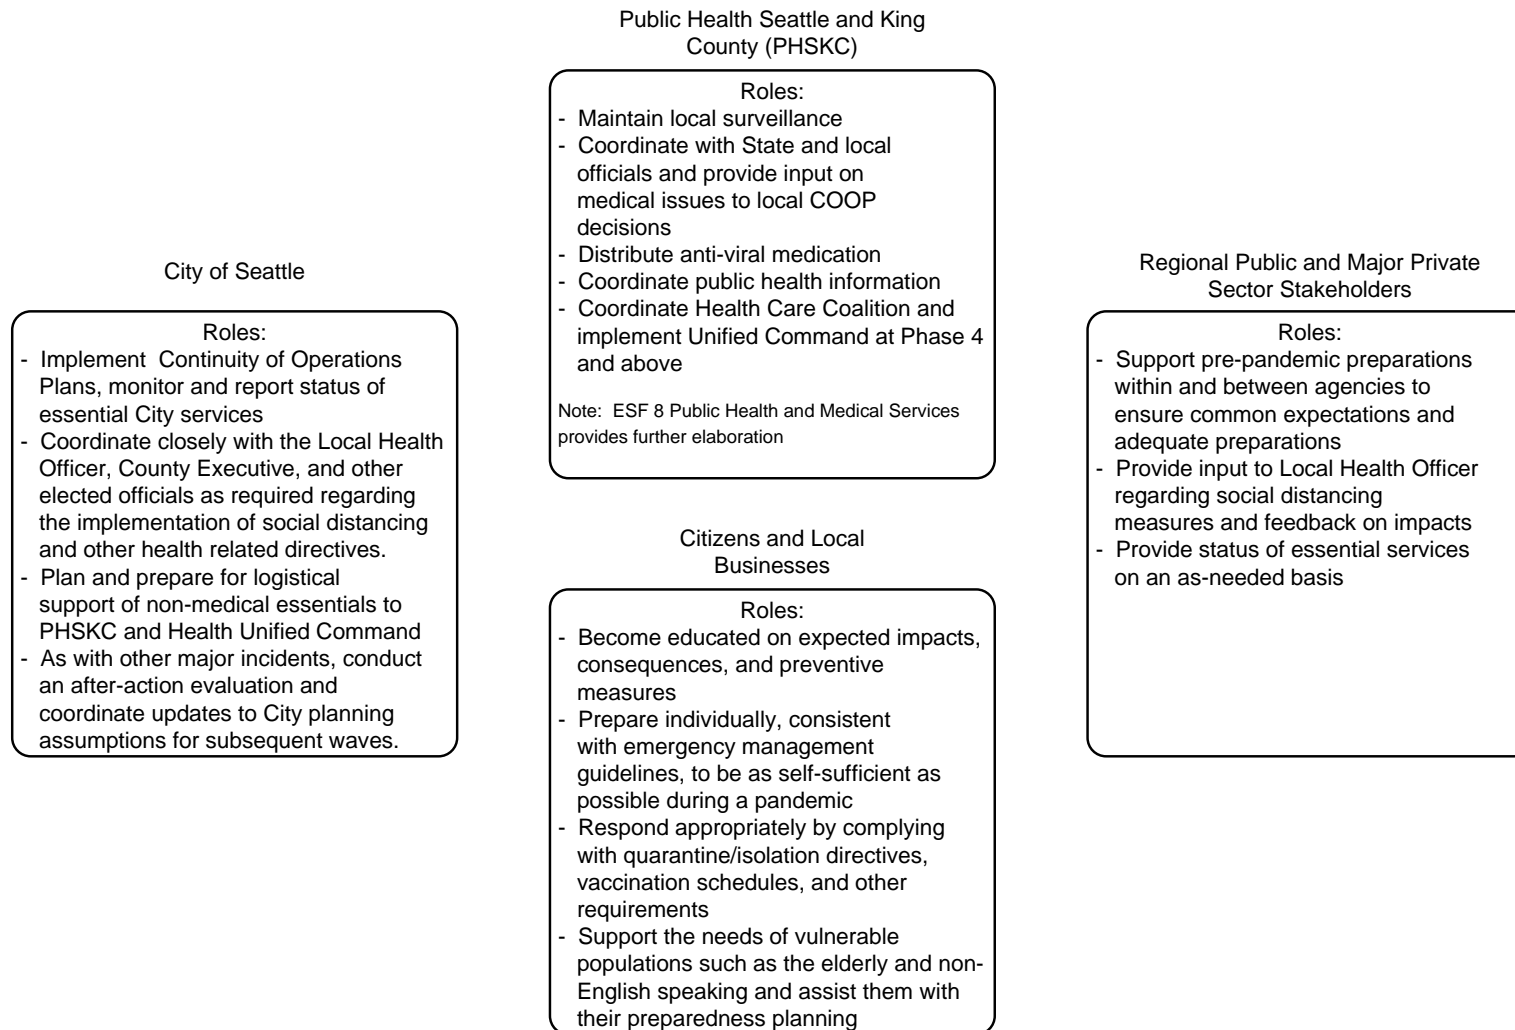 Public Health Seattle and King
County (PHSKC)
Roles:
- Maintain local surveillance
- Coordinate with State and local
officials and provide input on
medical issues to local COOP
decisions
- Distribute anti-viral medication
- Coordinate public health information
- Coordinate Health Care Coalition and
implement Unified Command at Phase 4
and above
Note: ESF 8 Public Health and Medical Services
provides further elaboration
City of Seattle
Roles:
- Implement Continuity of Operations
Plans, monitor and report status of
essential City services
- Coordinate closely with the Local Health
Officer, County Executive, and other
elected officials as required regarding
the implementation of social distancing
and other health related directives.
- Plan and prepare for logistical
support of non-medical essentials to
PHSKC and Health Unified Command
- As with other major incidents, conduct
an after-action evaluation and
coordinate updates to City planning
assumptions for subsequent waves.
Citizens and Local
Businesses
Roles:
- Become educated on expected impacts,
consequences, and preventive
measures
- Prepare individually, consistent
with emergency management
guidelines, to be as self-sufficient as
possible during a pandemic
- Respond appropriately by complying
with quarantine/isolation directives,
vaccination schedules, and other
requirements
- Support the needs of vulnerable
populations such as the elderly and non-
English speaking and assist them with
their preparedness planning
Regional Public and Major Private
Sector Stakeholders
Roles:
- Support pre-pandemic preparations
within and between agencies to
ensure common expectations and
adequate preparations
- Provide input to Local Health Officer
regarding social distancing
measures and feedback on impacts
- Provide status of essential services
on an as-needed basis